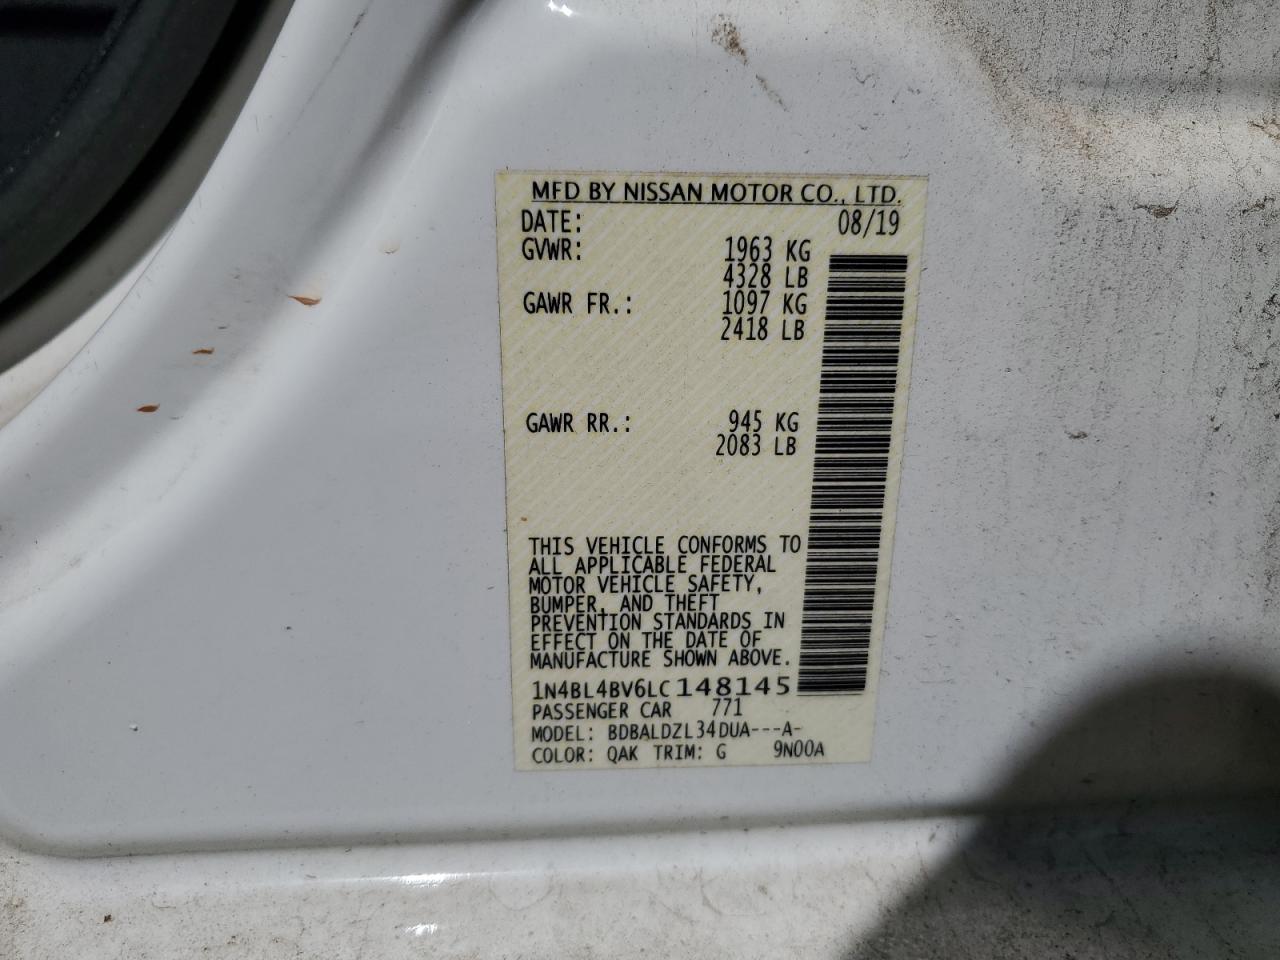 MFD BY NISSAN MOTOR CO., LTD.
DATE: 08/19
GVWR: 1963 KG
4328 LB
GAWR FR.: 1097 KG
2418 LB
GAWR RR.: 945 KG
2083 LB
THIS VEHICLE CONFORMS TO
ALL APPLICABLE FEDERAL
MOTOR VEHICLE SAFETY,
BUMPER, AND THEFT
PREVENTION STANDARDS IN
EFFECT ON THE DATE OF
MANUFACTURE SHOWN ABOVE.
1N4BL4BV6LC148145
PASSENGER CAR 771
MODEL: BDBALDZL34DUA---A-
COLOR: QAK TRIM: G 9N00A